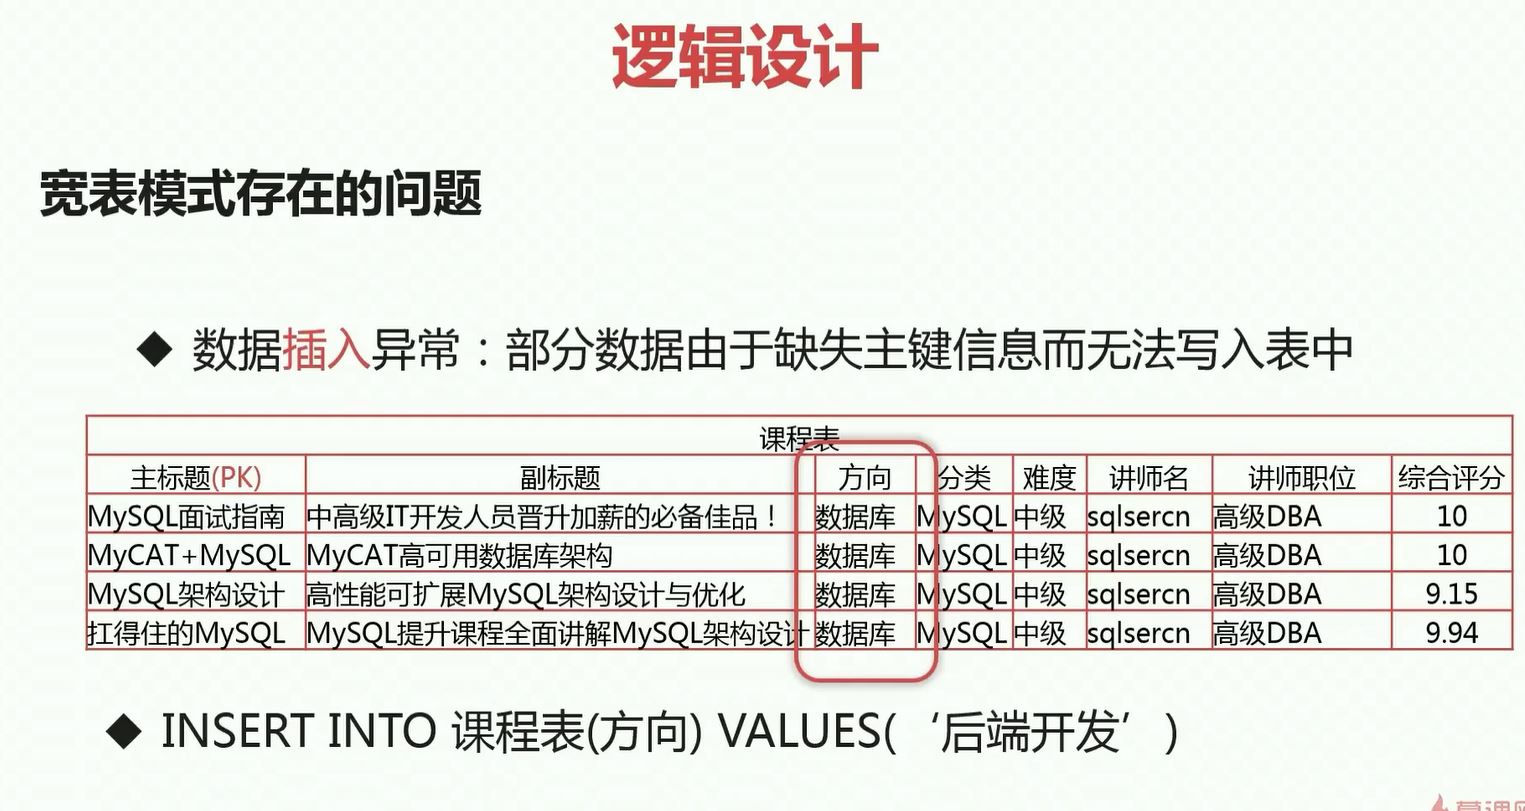 逻辑设计
宽表模式存在的问题
◆ 数据插入异常：部分数据由于缺失主键信息而无法写入表中
课程表
主标题(PK) 副标题 方向 分类 难度 讲师名 讲师职位 综合评分
MySQL面试指南 中高级IT开发人员晋升加薪的必备佳品！ 数据库 MySQL 中级 sqlsercn 高级DBA 10
MyCAT+MySQL MyCAT高可用数据库架构 数据库 MySQL 中级 sqlsercn 高级DBA 10
MySQL架构设计 高性能可扩展MySQL架构设计与优化 数据库 MySQL 中级 sqlsercn 高级DBA 9.15
扛得住的MySQL MySQL提升课程全面讲解MySQL架构设计 数据库 MySQL 中级 sqlsercn 高级DBA 9.94
◆ INSERT INTO 课程表(方向) VALUES(‘后端开发’)